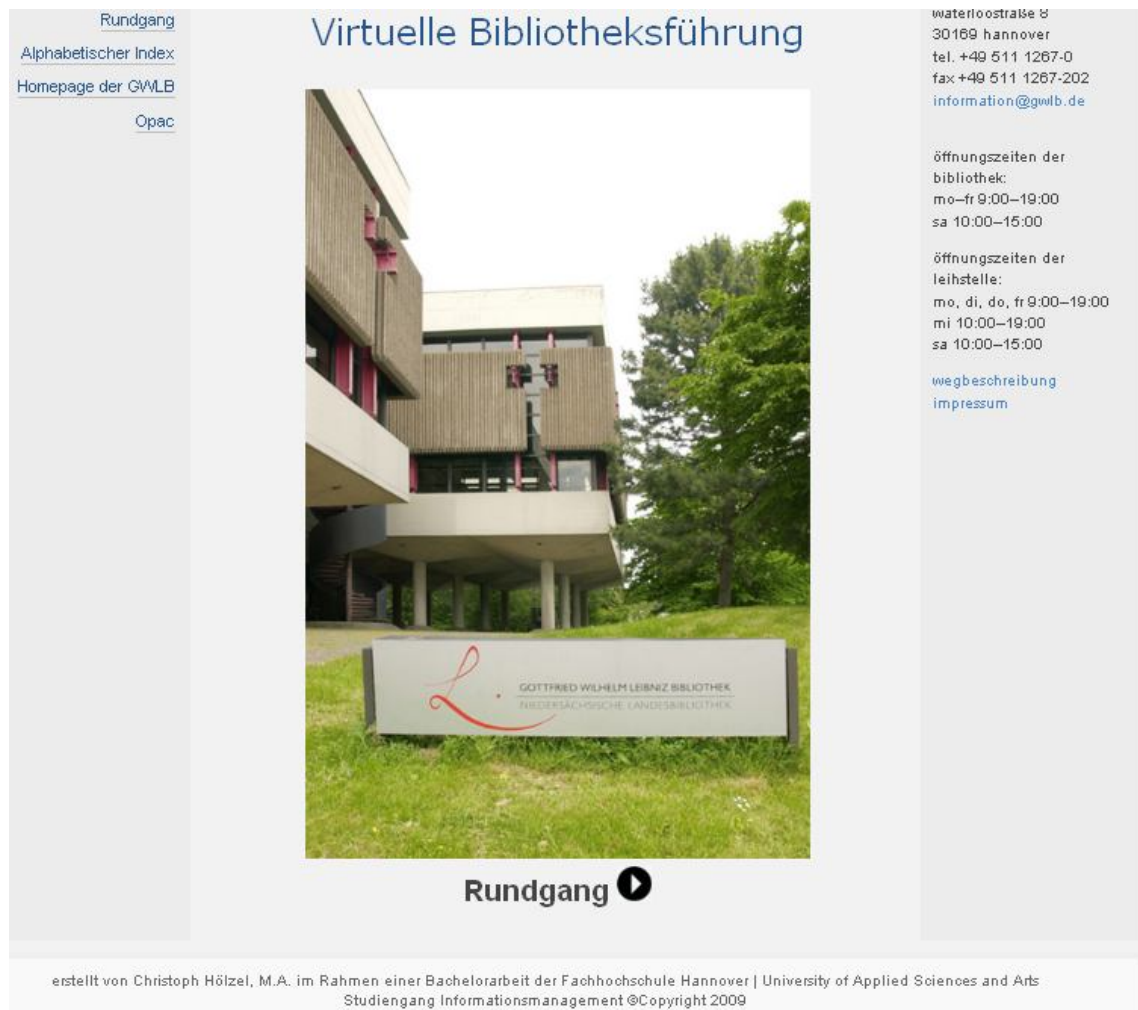 Rundgang
Alphabetischer Index
Homepage der GWLB
Opac
Virtuelle Bibliotheksführung
GOTTFRIED WILHELM LEIBNIZ BIBLIOTHEK
NIEDERSÄCHSISCHE LANDESBIBLIOTHEK
Rundgang
waterloostraße 8
30169 hannover
tel. +49 511 1267-0
fax +49 511 1267-202
information@gwlb.de
öffnungszeiten der
bibliothek:
mo–fr 9:00–19:00
sa 10:00–15:00
öffnungszeiten der
leihstelle:
mo, di, do, fr 9:00–19:00
mi 10:00–19:00
sa 10:00–15:00
wegbeschreibung
impressum
erstellt von Christoph Hölzel, M.A. im Rahmen einer Bachelorarbeit der Fachhochschule Hannover | University of Applied Sciences and Arts
Studiengang Informationsmanagement ©Copyright 2009